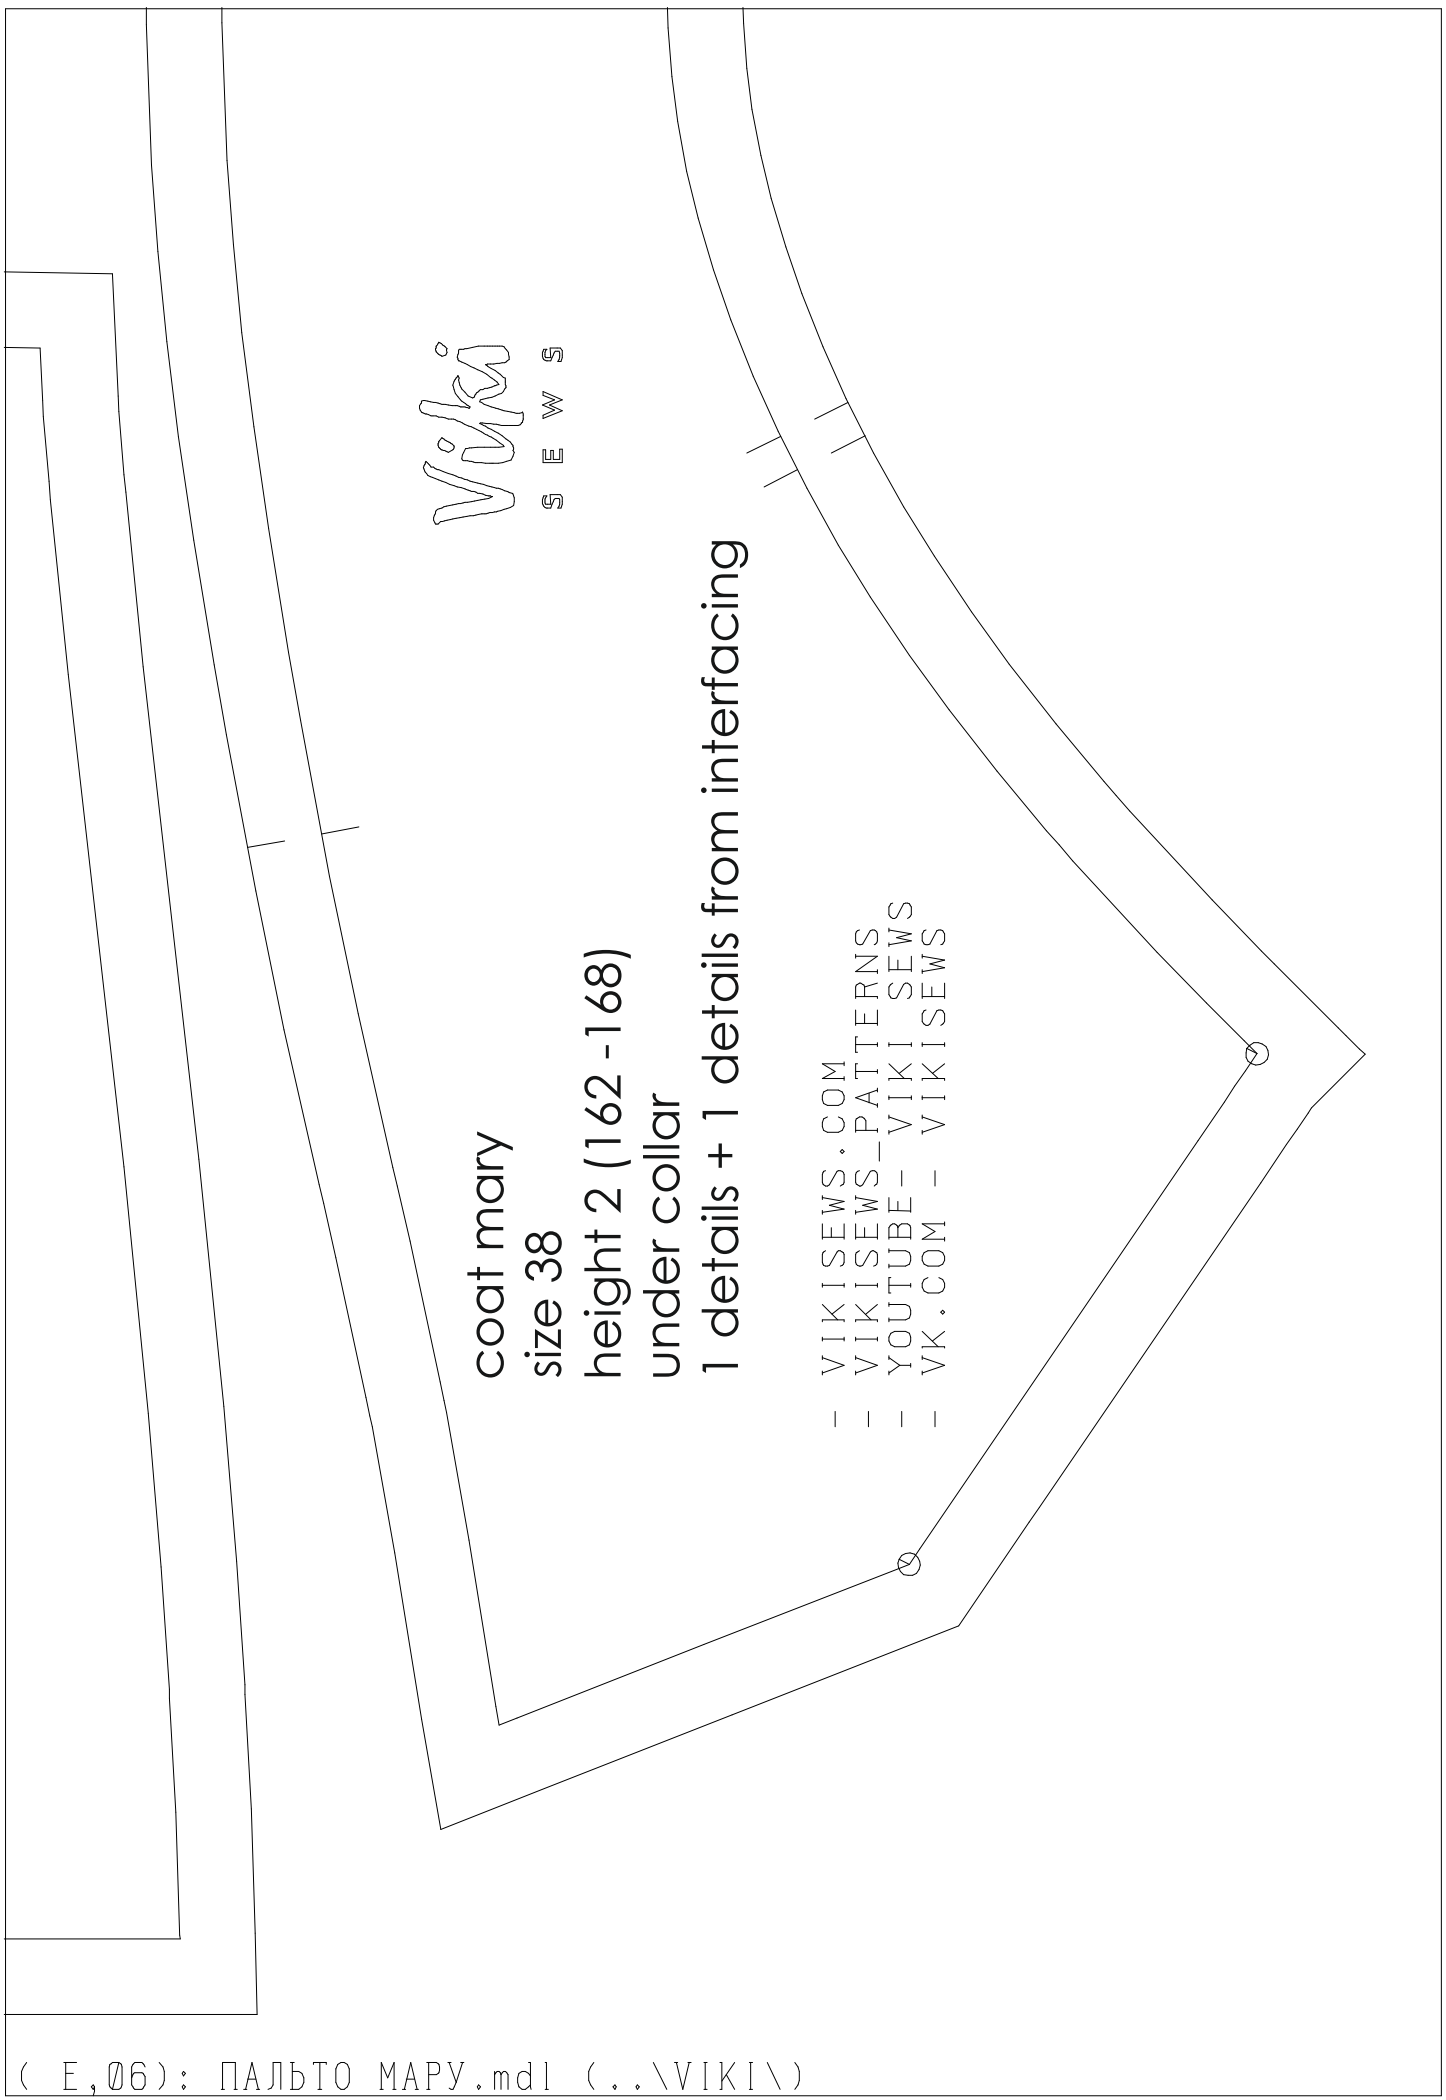 Viki
SEWS
coat mary
size 38
height 2 (162 -168)
under collar
1 details + 1 details from interfacing
- VIKISEWS.COM
- VIKISEWS_PATTERNS
- YOUTUBE- VIKI SEWS
- VK.COM - VIKISEWS
( E,06): ПАЛЬТО МАРУ.mdl (..\VIKI\)